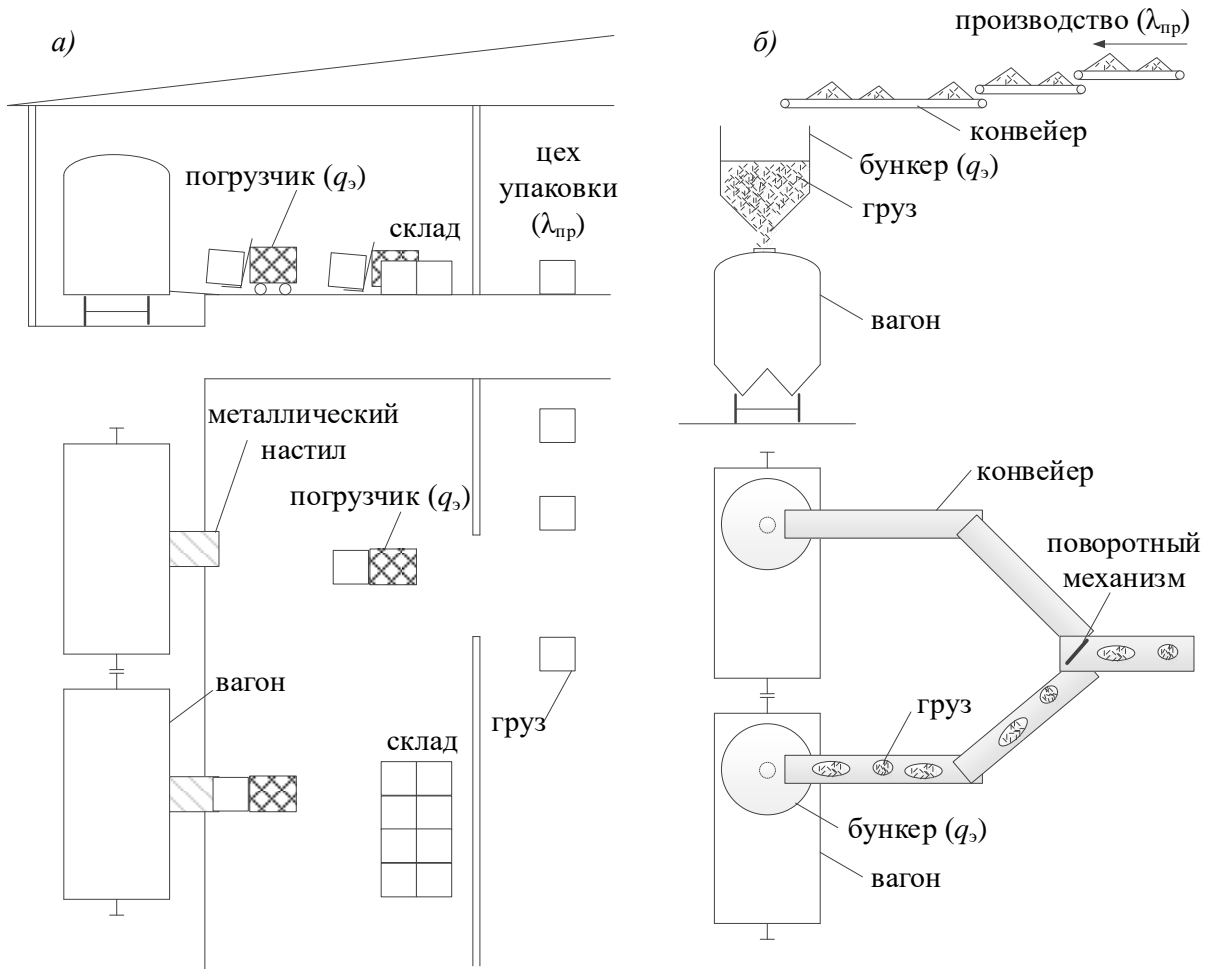 а)
погрузчик (qэ)
склад
цех
упаковки
(λпр)
металлический
настил
погрузчик (qэ)
вагон
склад
груз
б)
производство (λпр)
конвейер
бункер (qэ)
груз
вагон
конвейер
поворотный
механизм
груз
бункер (qэ)
вагон